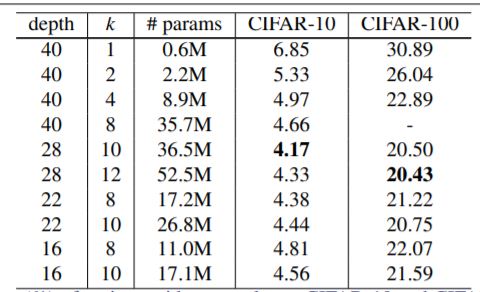 depth k # params CIFAR-10 CIFAR-100
40 1 0.6M 6.85 30.89
40 2 2.2M 5.33 26.04
40 4 8.9M 4.97 22.89
40 8 35.7M 4.66 -
28 10 36.5M 4.17 20.50
28 12 52.5M 4.33 20.43
22 8 17.2M 4.38 21.22
22 10 26.8M 4.44 20.75
16 8 11.0M 4.81 22.07
16 10 17.1M 4.56 21.59